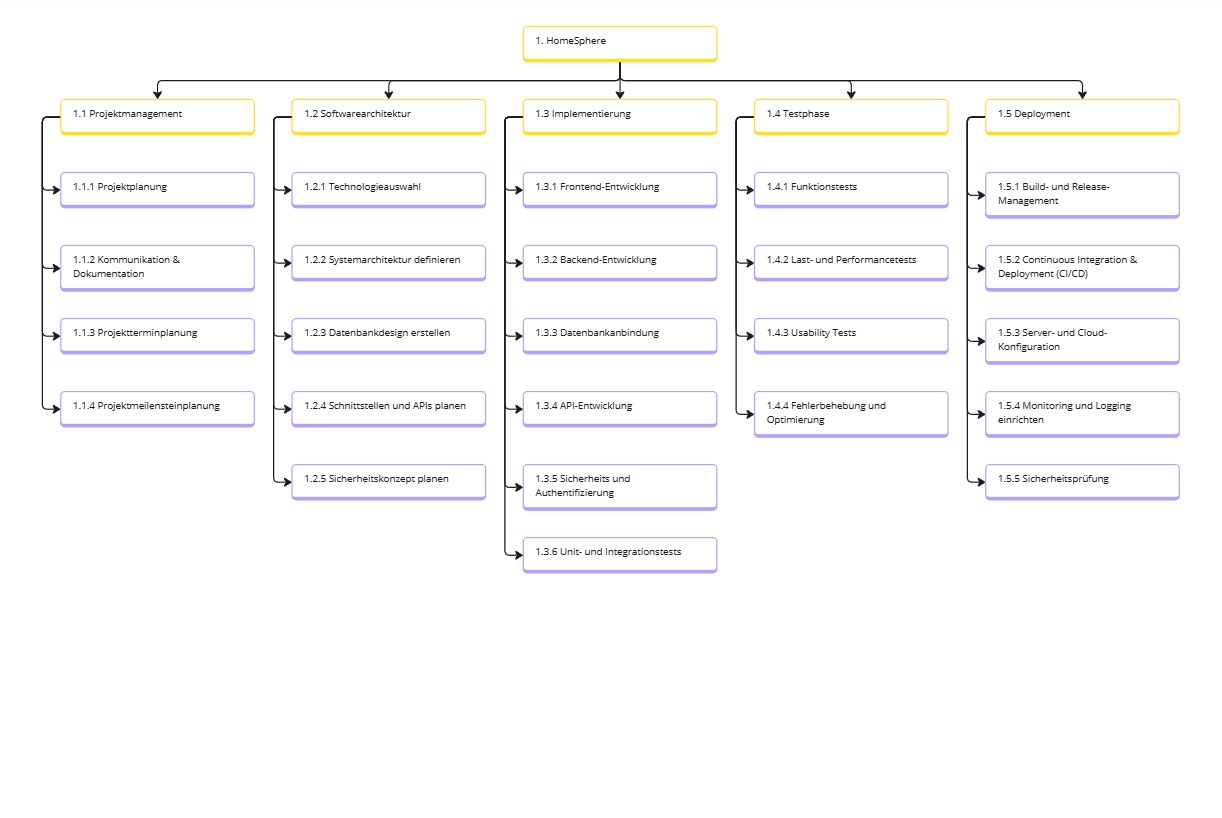 1. HomeSphere
1.1 Projektmanagement
1.1.1 Projektplanung
1.1.2 Kommunikation &
Dokumentation
1.1.3 Projektterminplanung
1.1.4 Projektmeilensteinplanung
1.2 Softwarearchitektur
1.2.1 Technologieauswahl
1.2.2 Systemarchitektur definieren
1.2.3 Datenbankdesign erstellen
1.2.4 Schnittstellen und APIs planen
1.2.5 Sicherheitskonzept planen
1.3 Implementierung
1.3.1 Frontend-Entwicklung
1.3.2 Backend-Entwicklung
1.3.3 Datenbankanbindung
1.3.4 API-Entwicklung
1.3.5 Sicherheits und
Authentifizierung
1.3.6 Unit- und Integrationstests
1.4 Testphase
1.4.1 Funktionstests
1.4.2 Last- und Performancetests
1.4.3 Usability Tests
1.4.4 Fehlerbehebung und
Optimierung
1.5 Deployment
1.5.1 Build- und Release-
Management
1.5.2 Continuous Integration &
Deployment (CI/CD)
1.5.3 Server- und Cloud-
Konfiguration
1.5.4 Monitoring und Logging
einrichten
1.5.5 Sicherheitsprüfung